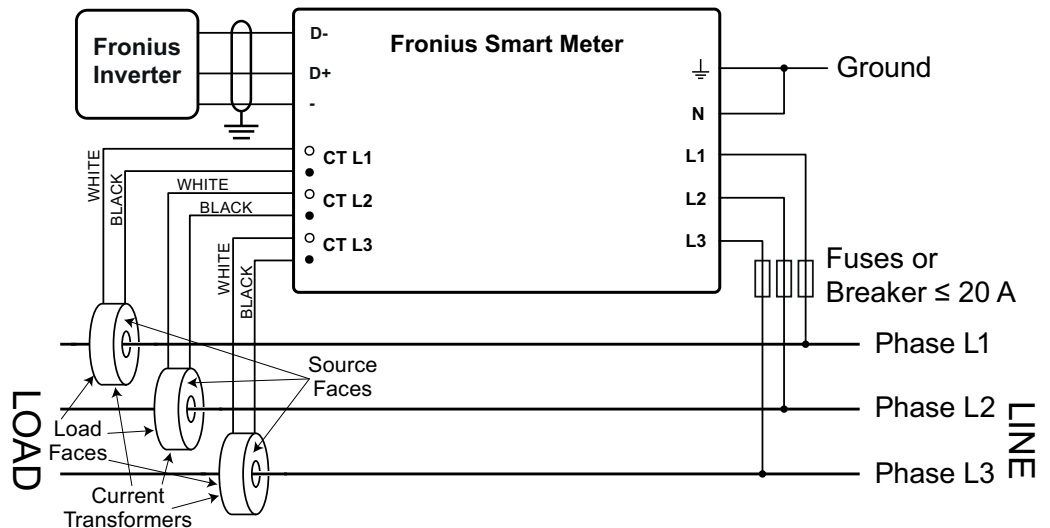 Fronius
Inverter
D-
D+
-
Fronius Smart Meter
⏚
N
Ground
CT L1
CT L2
CT L3
L1
L2
L3
WHITE
BLACK
WHITE
BLACK
WHITE
BLACK
Fuses or
Breaker ≤ 20 A
Phase L1
Phase L2
Phase L3
Source
Faces
LOAD
Load
Faces
Current
Transformers
LINE